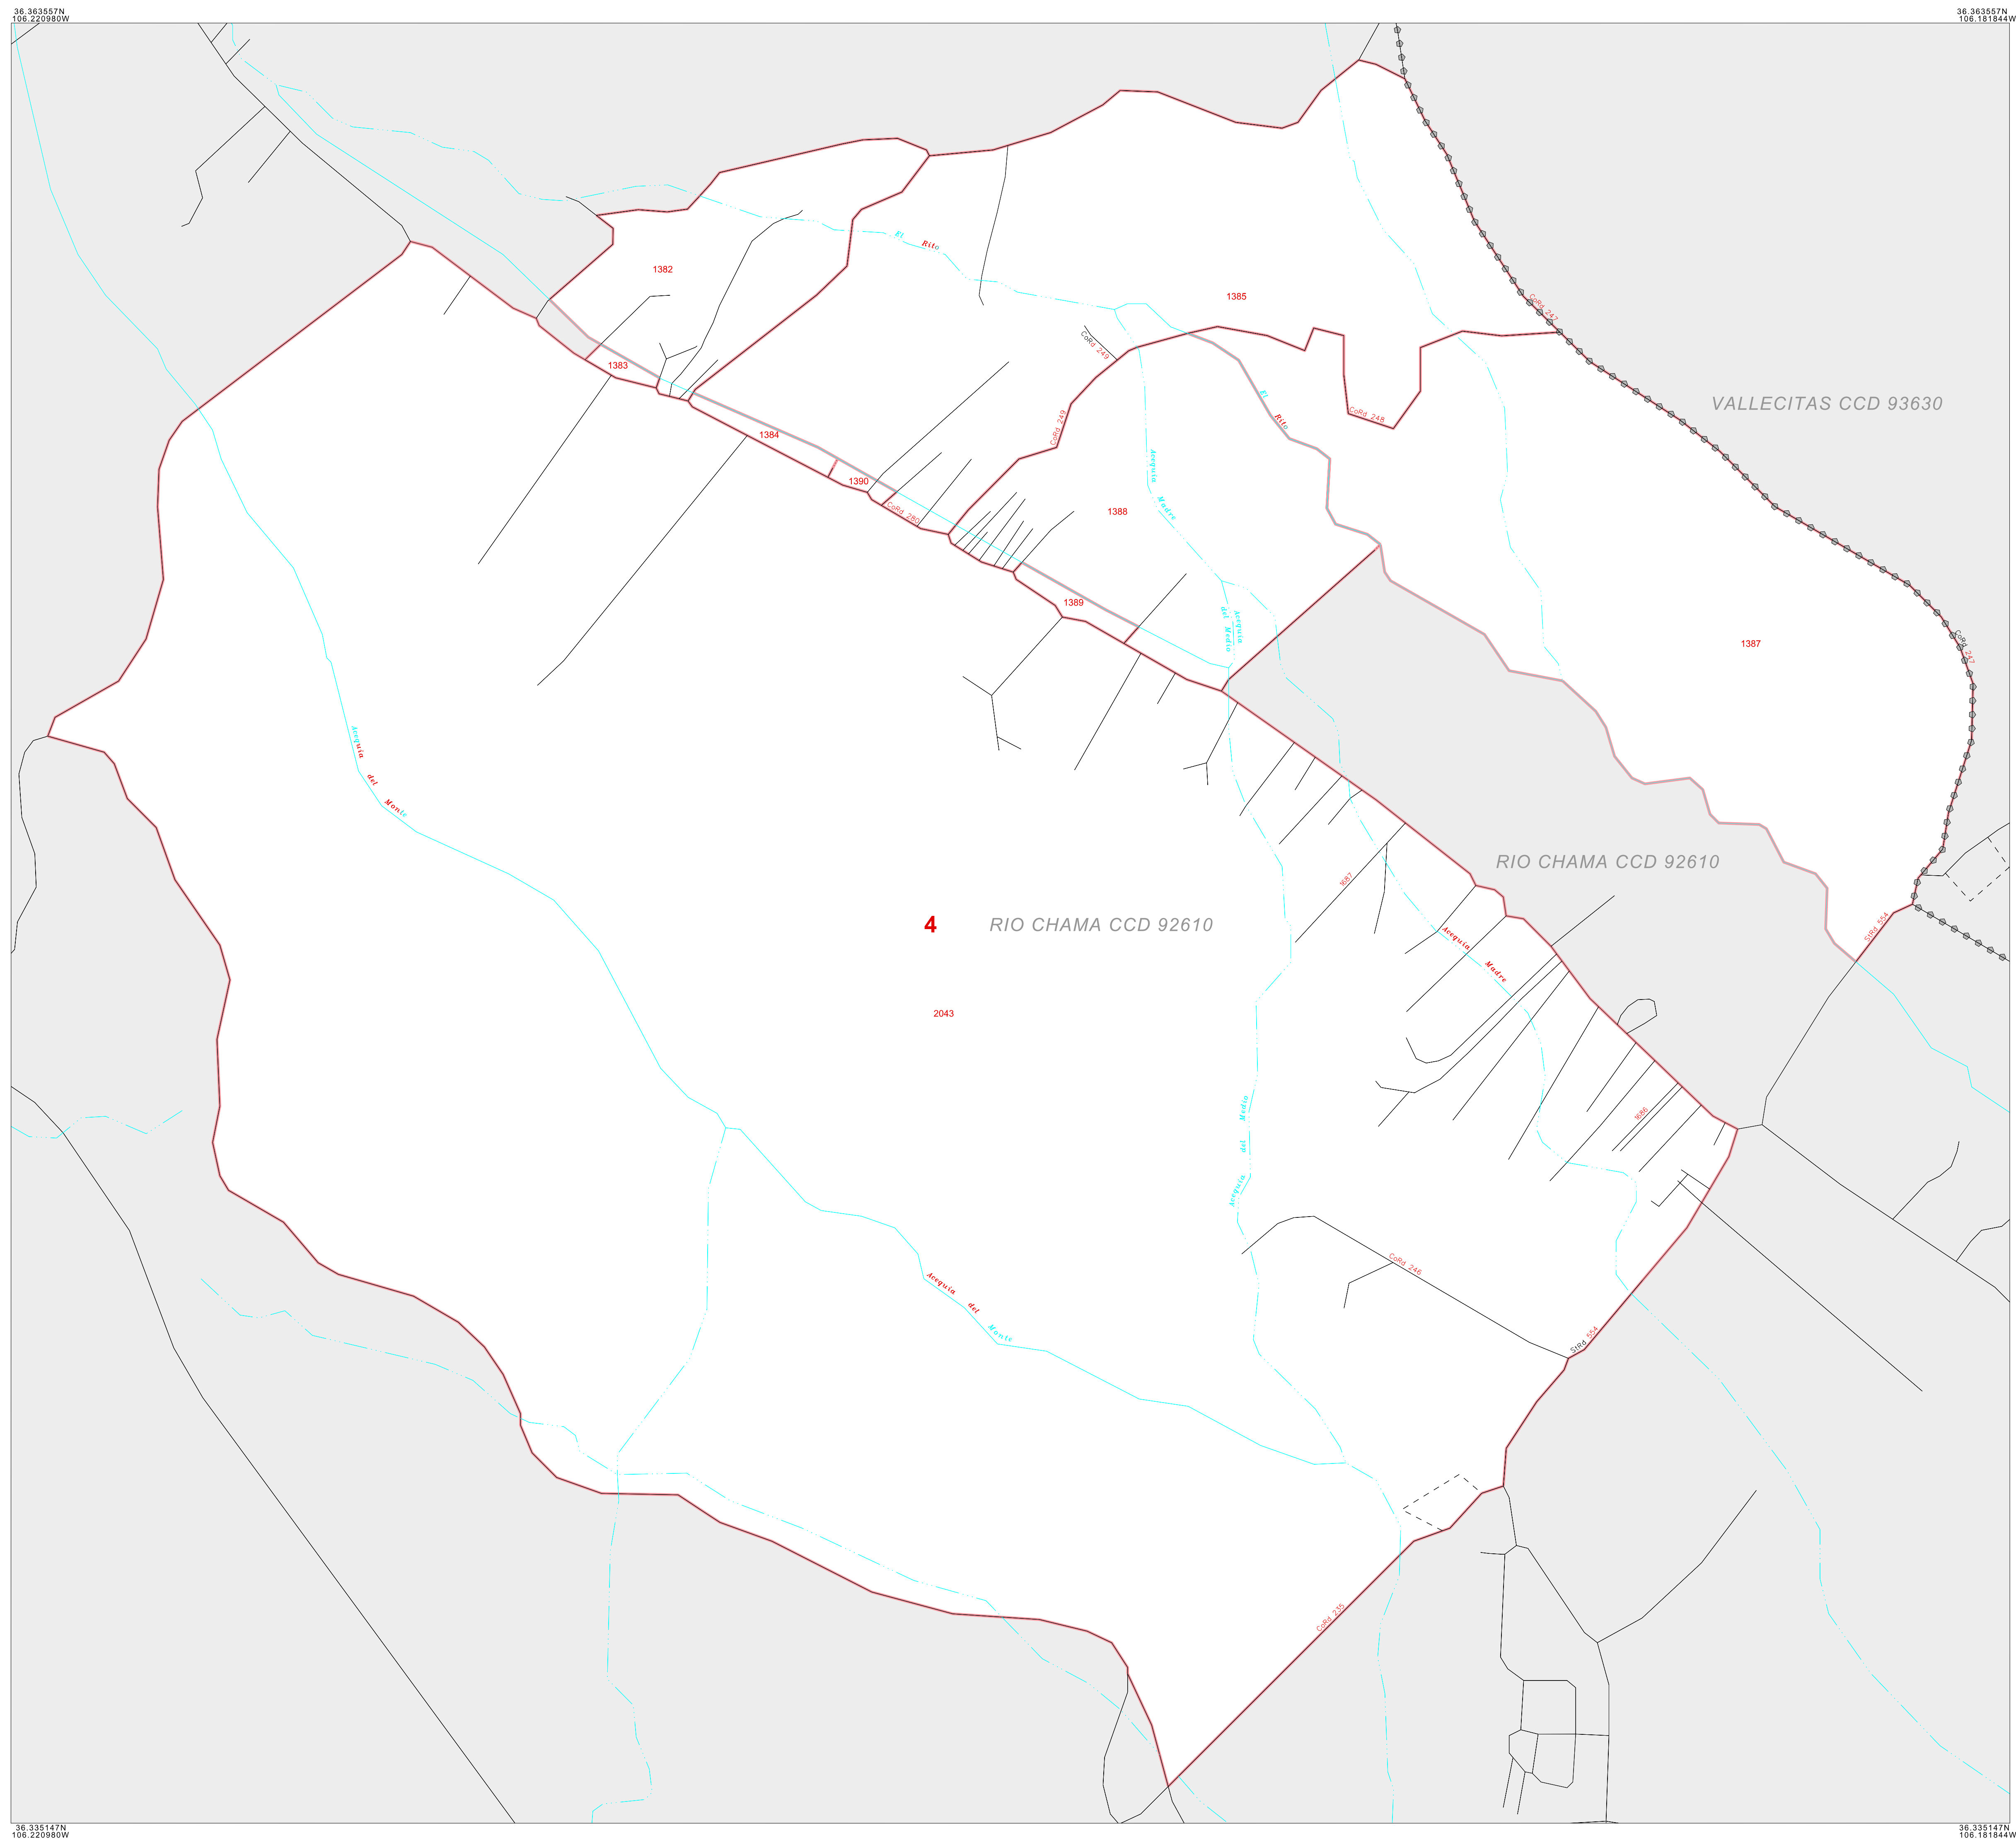 36.363557N
106.220980W
36.363557N
106.181844W
El Rito
1382
1385
CoRd 247
CoRd 249
1383
VALLECITAS CCD 93630
El Rito
CoRd 248
CoRd 249
1384
Acequia Madre
1390
CoRd 280
1388
1389
Acequia del Medio
1387
CoRd 247
Acequia del Monte
RIO CHAMA CCD 92610
1687
4
RIO CHAMA CCD 92610
StRd 554
Acequia Madre
2043
1686
Acequia del Medio
CoRd 246
Acequia del Monte
StRd 554
CoRd 235
36.335147N
106.220980W
36.335147N
106.181844W